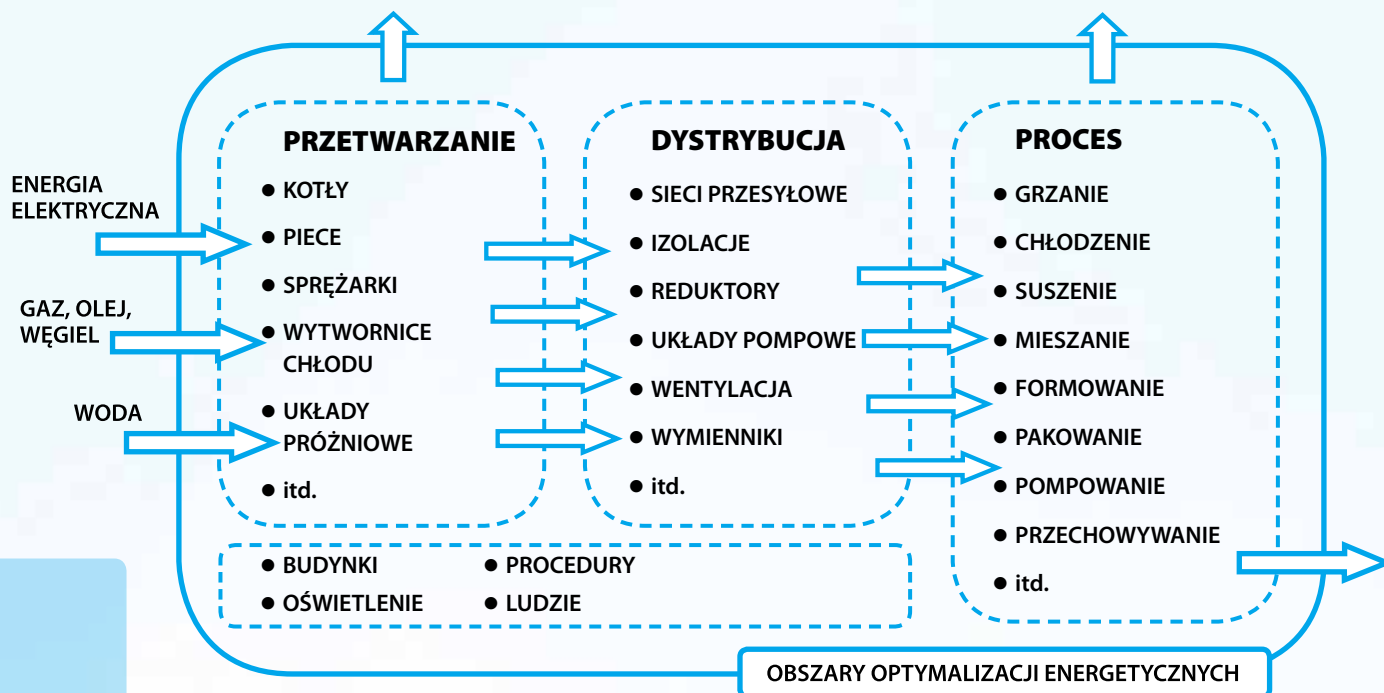 ENERGIA
ELEKTRYCZNA
GAZ, OLEJ,
WĘGIEL
WODA
PRZETWARZANIE
● KOTŁY
● PIECE
● SPRĘŻARKI
● WYTWORNICE
CHŁODU
● UKŁADY
PRÓŻNIOWE
● itd.
DYSTRYBUCJA
● SIECI PRZESYŁOWE
● IZOLACJE
● REDUKTORY
● UKŁADY POMPOWE
● WENTYLACJA
● WYMIENNIKI
● itd.
PROCES
● GRZANIE
● CHŁODZENIE
● SUSZENIE
● MIESZANIE
● FORMOWANIE
● PAKOWANIE
● POMPOWANIE
● PRZECHOWYWANIE
● itd.
● BUDYNKI
● OŚWIETLENIE
● PROCEDURY
● LUDZIE
OBSZARY OPTYMALIZACJI ENERGETYCZNYCH